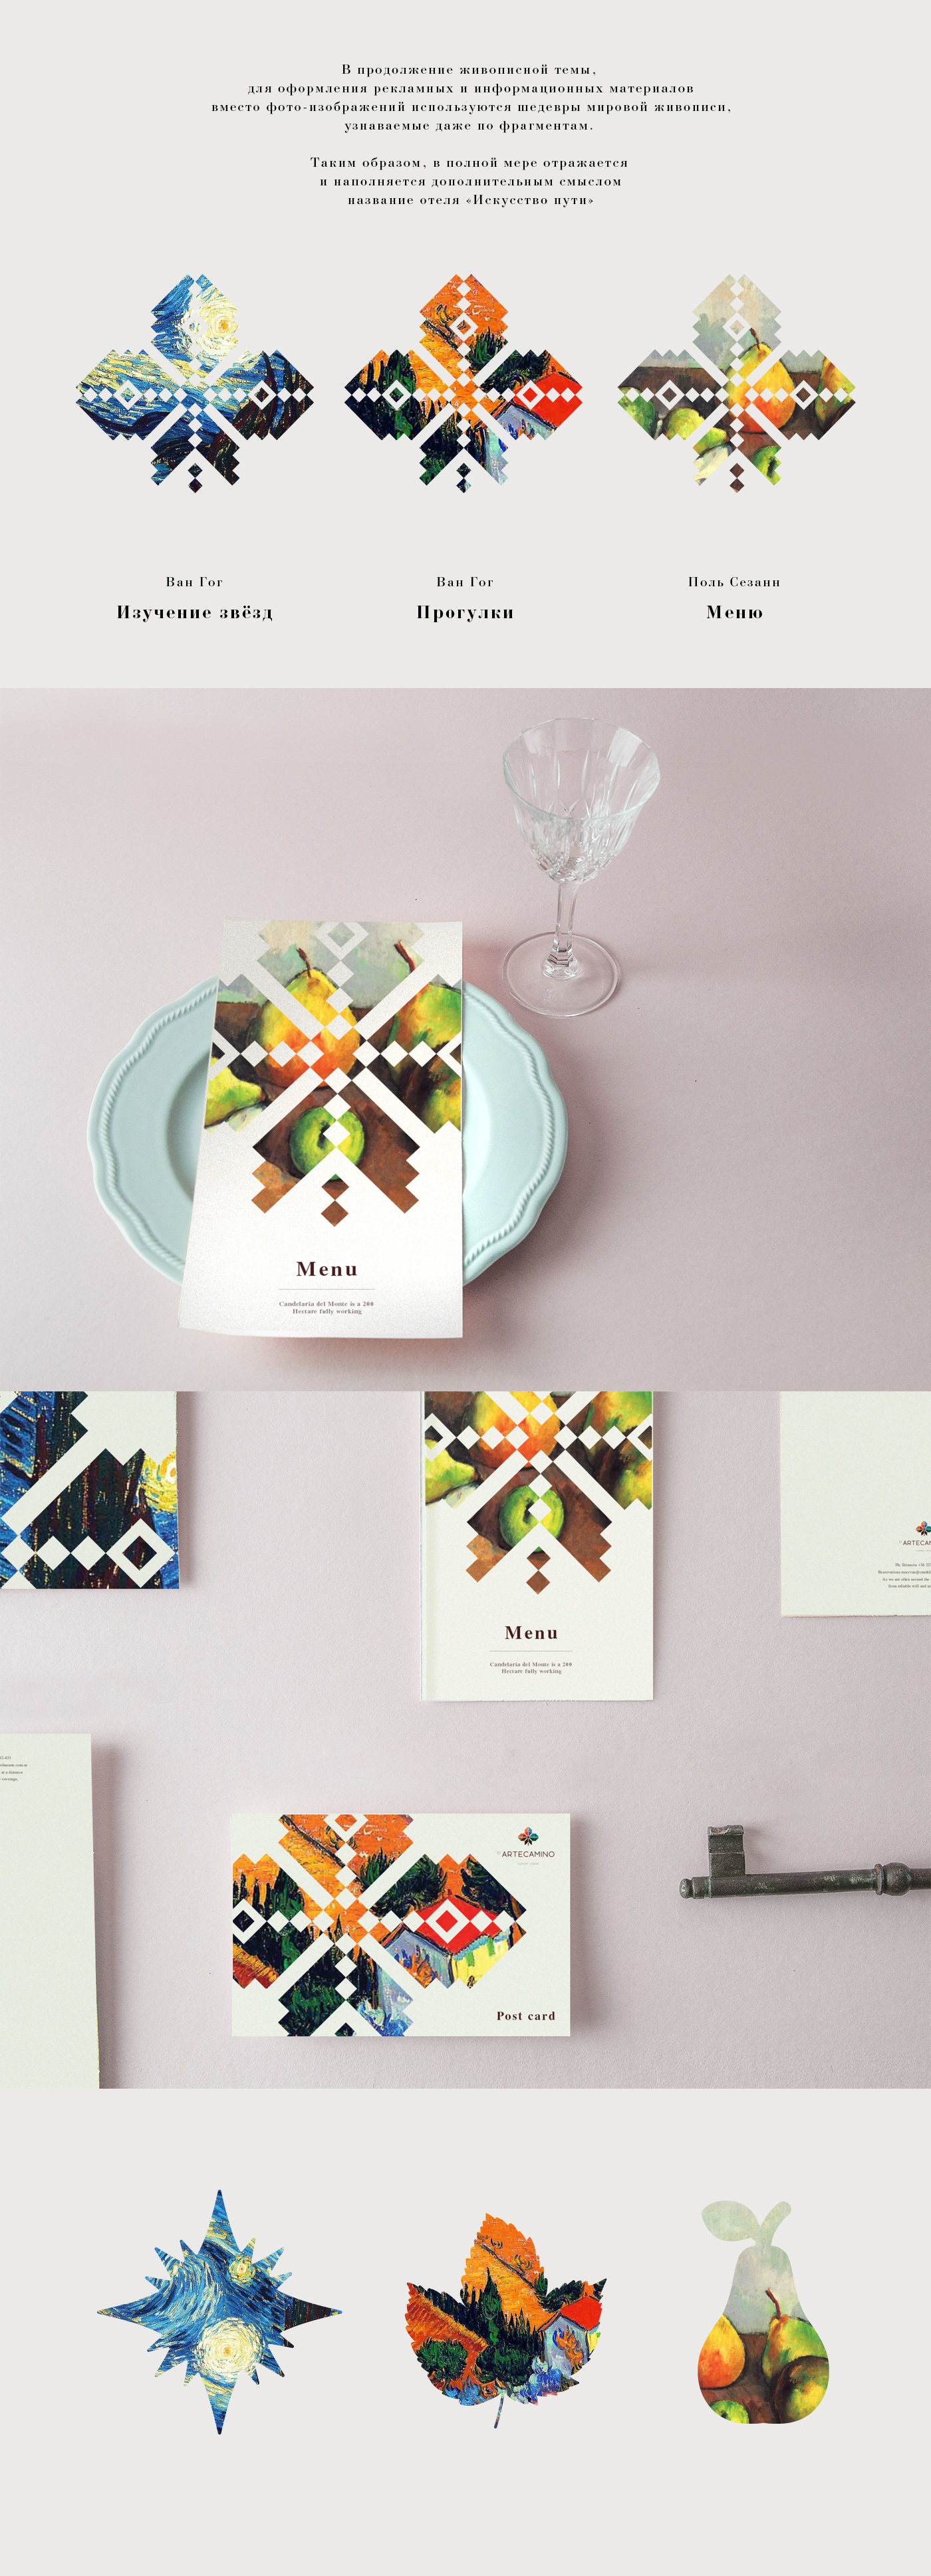 В продолжение живописной темы,
для оформления рекламных и информационных материалов
вместо фото-изображений используются шедевры мировой живописи,
узнаваемые даже по фрагментам.
Таким образом, в полной мере отражается
и наполняется дополнительным смыслом
название отеля «Искусство пути»
Ван Гог
Изучение звёзд
Ван Гог
Прогулки
Поль Сезанн
Меню
Menu
Candelaria del Monte is a 200
Hectare fully working
Menu
Candelaria del Monte is a 200
Hectare fully working
ARTECAMINO
Post card